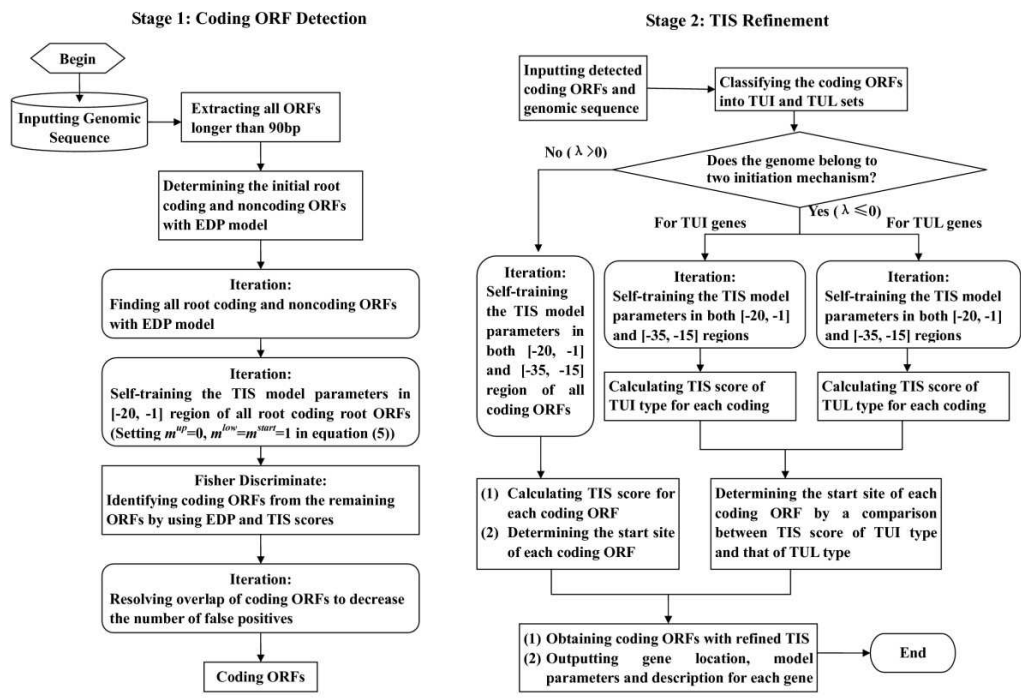 Stage 1: Coding ORF Detection
Begin
Inputting Genomic
Sequence
Extracting all ORFs
longer than 90bp
Determining the initial root
coding and noncoding ORFs
with EDP model
Iteration:
Finding all root coding and noncoding ORFs
with EDP model
Iteration:
Self-training the TIS model parameters in
[-20, -1] region of all root coding root ORFs
(Setting m^up=0, m^low=m^start=1 in equation (5))
Fisher Discriminate:
Identifying coding ORFs from the remaining
ORFs by using EDP and TIS scores
Iteration:
Resolving overlap of coding ORFs to decrease
the number of false positives
Coding ORFs
Stage 2: TIS Refinement
Inputting detected
coding ORFs and
genomic sequence
Classifying the coding ORFs
into TUI and TUL sets
Does the genome belong to
two initiation mechanism?
No (λ>0)
Yes (λ≤0)
For TUI genes
For TUL genes
Iteration:
Self-training
the TIS model
parameters in
both [-20, -1]
and [-35, -15]
region of all
coding ORFs
Iteration:
Self-training the TIS model
parameters in both [-20, -1]
and [-35, -15] regions
Iteration:
Self-training the TIS model
parameters in both [-20, -1]
and [-35, -15] regions
Calculating TIS score of
TUI type for each coding
Calculating TIS score of
TUL type for each coding
(1) Calculating TIS score for
each coding ORF
(2) Determining the start site
of each coding ORF
Determining the start site of each
coding ORF by a comparison
between TIS score of TUI type
and that of TUL type
(1) Obtaining coding ORFs with refined TIS
(2) Outputting gene location, model
parameters and description for each gene
End